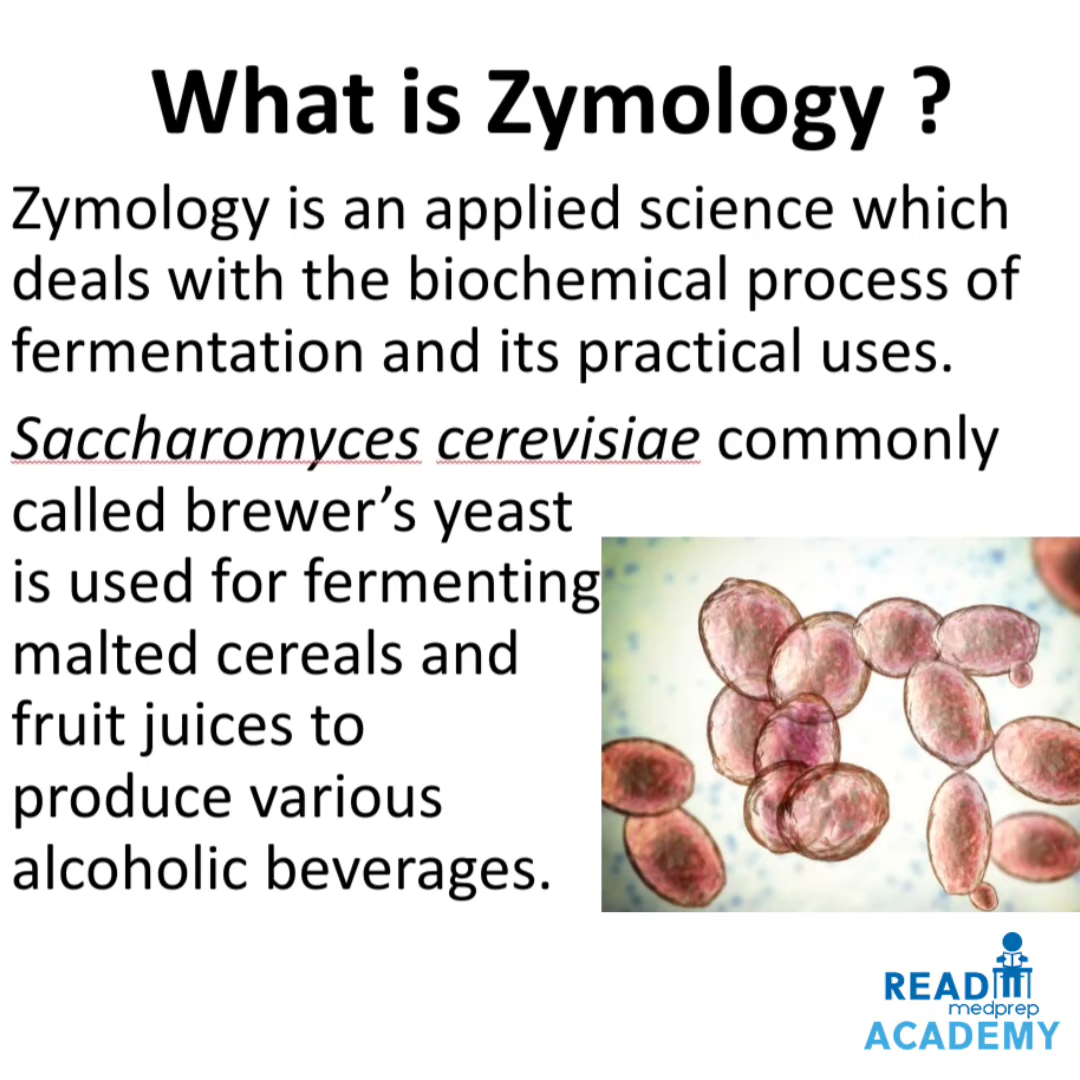 What is Zymology ?
Zymology is an applied science which
deals with the biochemical process of
fermentation and its practical uses.
Saccharomyces cerevisiae commonly
called brewer’s yeast
is used for fermenting
malted cereals and
fruit juices to
produce various
alcoholic beverages.
READ
medprep
ACADEMY